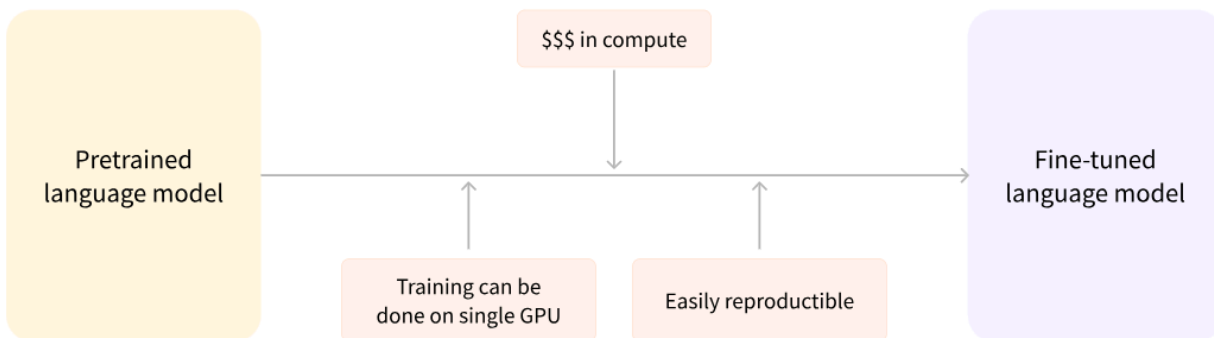 $$$ in compute
Pretrained
language model
Fine-tuned
language model
Training can be
done on single GPU
Easily reproductible